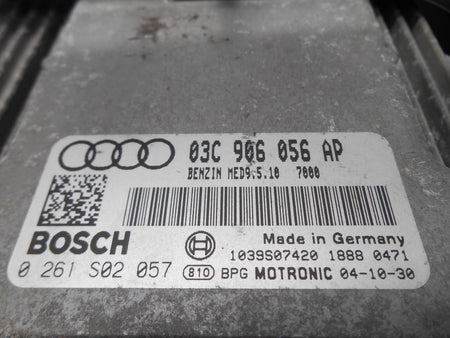 03C 906 056 AP
BENZIN MED9.5.10 7000
BOSCH
Made in Germany
1039S07420 1888 0471
0 261 S02 057
810 BPG MOTRONIC 04-10-30